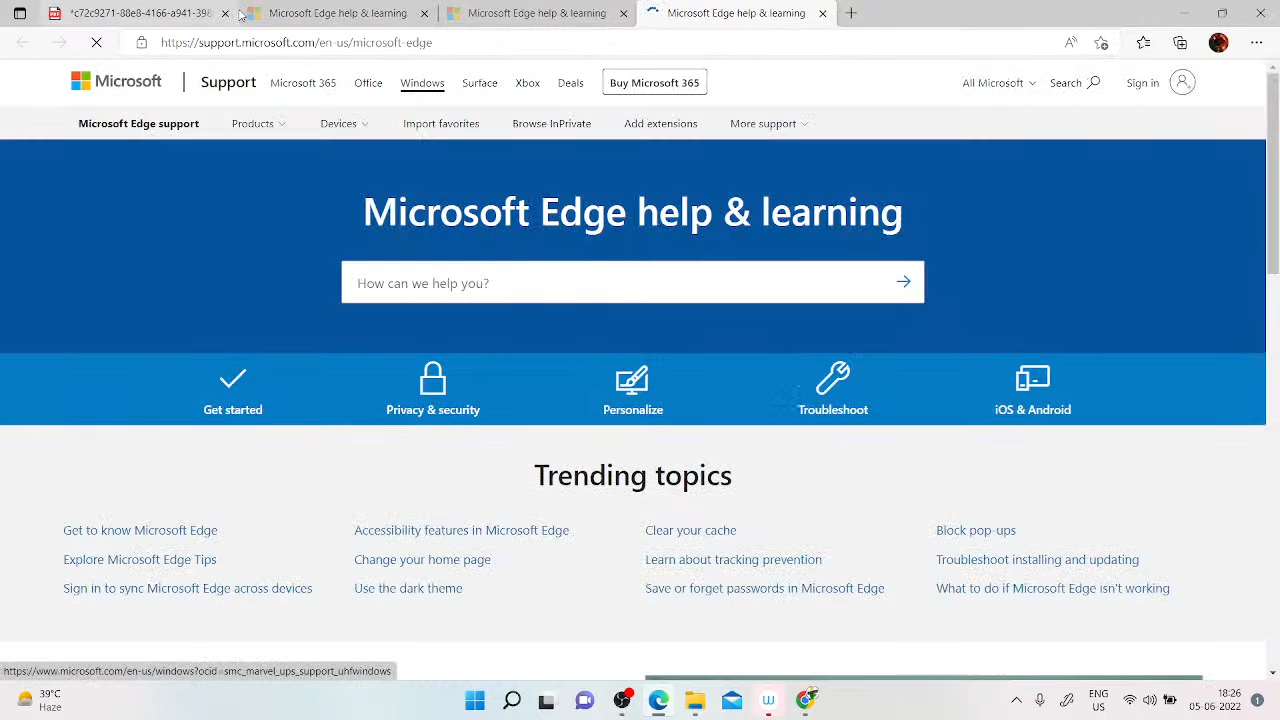 *c72c9271-88e8-4166-a941-398
Microsoft Edge help & learning
Microsoft Edge help & learning
Microsoft Edge help & learning
https://support.microsoft.com/en-us/microsoft-edge
Microsoft
Support
Microsoft 365
Office
Windows
Surface
Xbox
Deals
Buy Microsoft 365
All Microsoft
Search
Sign in
Microsoft Edge support
Products
Devices
Import favorites
Browse InPrivate
Add extensions
More support
Microsoft Edge help & learning
How can we help you?
Get started
Privacy & security
Personalize
Troubleshoot
iOS & Android
Trending topics
Get to know Microsoft Edge
Accessibility features in Microsoft Edge
Clear your cache
Block pop-ups
Explore Microsoft Edge Tips
Change your home page
Learn about tracking prevention
Troubleshoot installing and updating
Sign in to sync Microsoft Edge across devices
Use the dark theme
Save or forget passwords in Microsoft Edge
What to do if Microsoft Edge isn't working
https://www.microsoft.com/en-us/windows?ocid=smc_marvel_ups_support_uhfwindows
39°C
Haze
ENG
US
18:26
05-06-2022
1